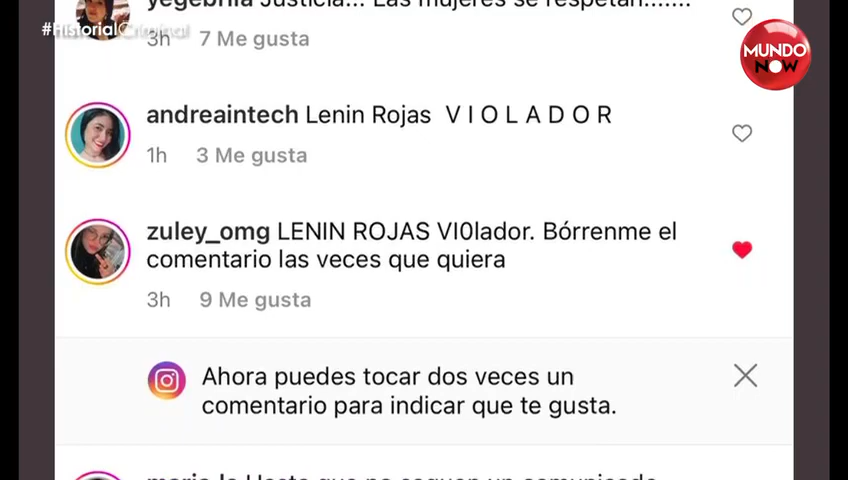 yegebrila Justicia... Las mujeres se respetan.......
#HistorialCriminal
3h 7 Me gusta
MUNDO
NOW
andreaintech Lenin Rojas V I O L A D O R
1h 3 Me gusta
zuley_omg LENIN ROJAS VI0lador. Bórrenme el
comentario las veces que quiera
3h 9 Me gusta
Ahora puedes tocar dos veces un
comentario para indicar que te gusta.